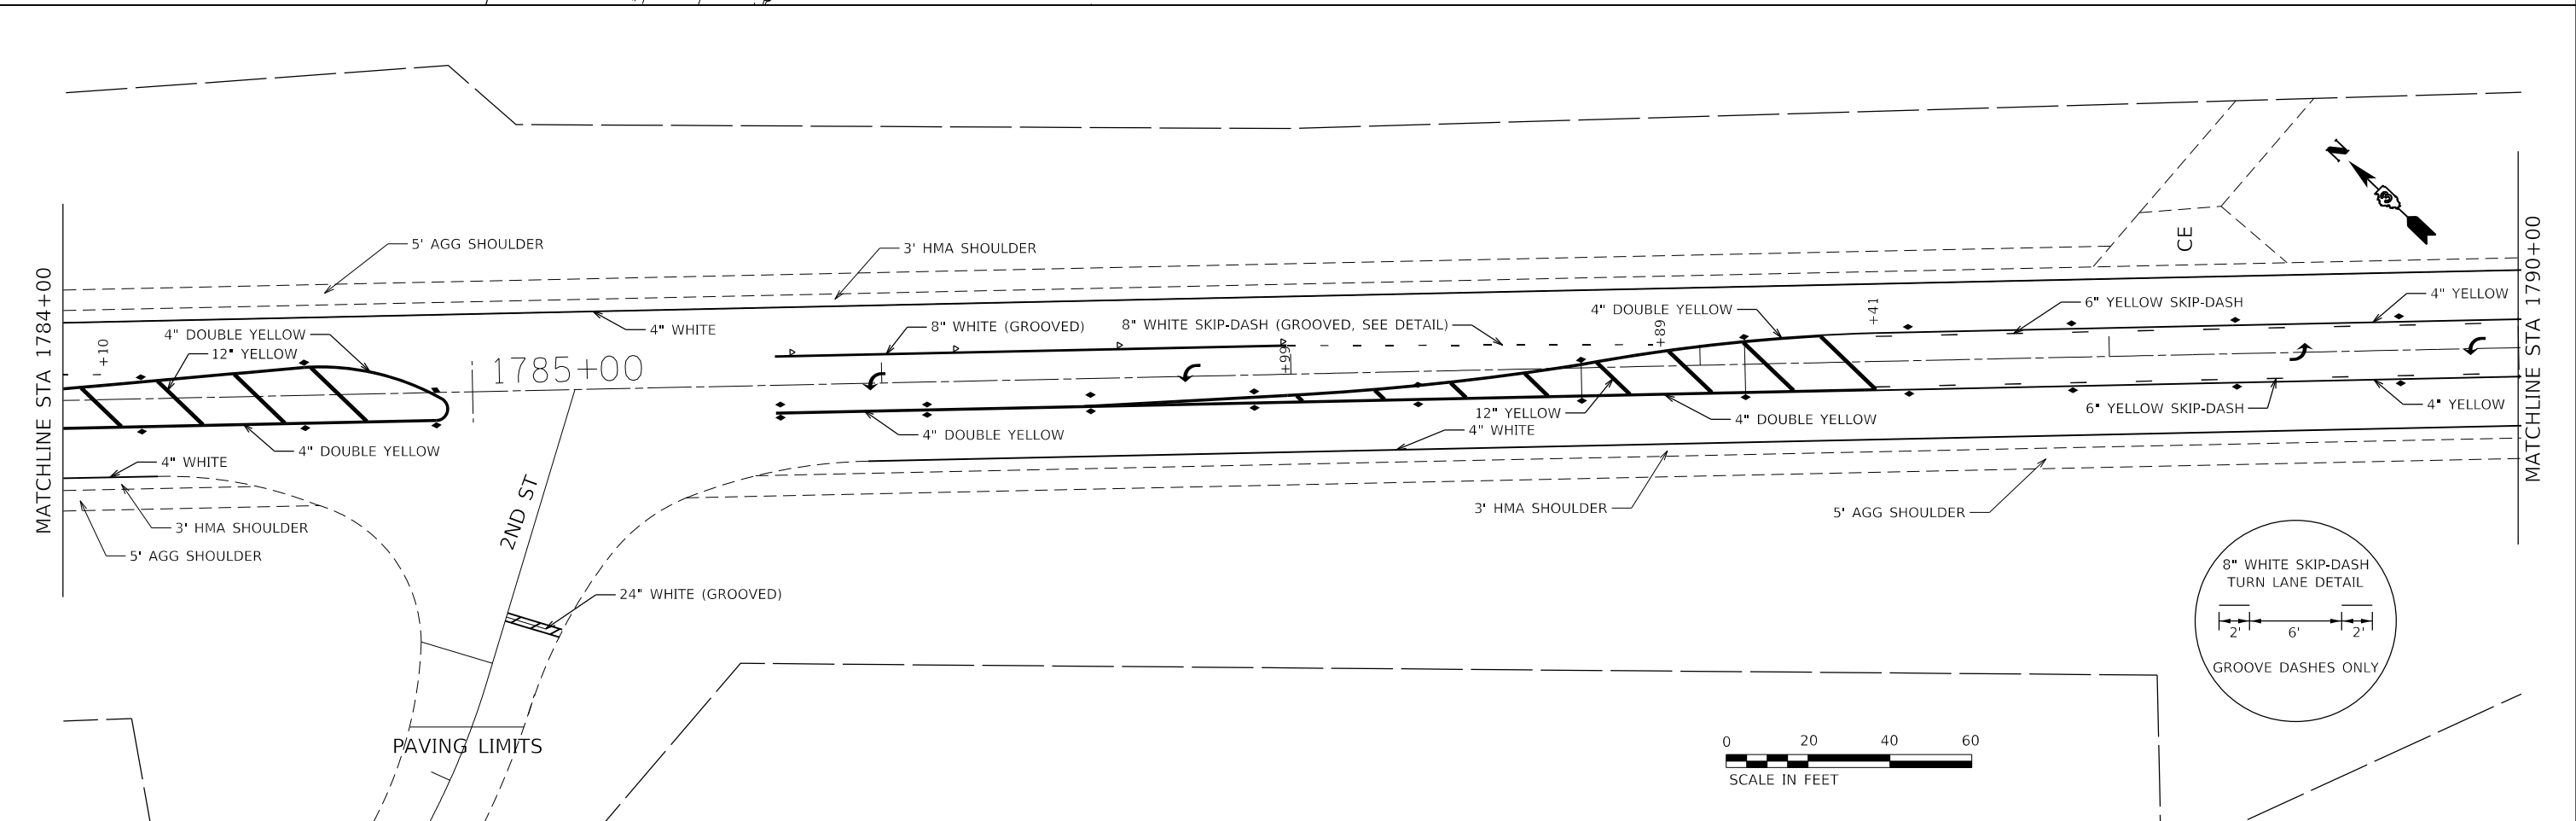 MATCHLINE STA 1784+00
+10
4" DOUBLE YELLOW
12" YELLOW
5' AGG SHOULDER
4" DOUBLE YELLOW
4" WHITE
3' HMA SHOULDER
5' AGG SHOULDER
1785+00
4" WHITE
2ND ST
24" WHITE (GROOVED)
PAVING LIMITS
3' HMA SHOULDER
8" WHITE (GROOVED)
4" DOUBLE YELLOW
8" WHITE SKIP-DASH (GROOVED, SEE DETAIL)
+99
4" DOUBLE YELLOW
+89
+41
12" YELLOW
4" WHITE
4" DOUBLE YELLOW
3' HMA SHOULDER
5' AGG SHOULDER
6" YELLOW SKIP-DASH
4" YELLOW
6" YELLOW SKIP-DASH
4" YELLOW
CE
N
MATCHLINE STA 1790+00
8" WHITE SKIP-DASH
TURN LANE DETAIL
2' 6' 2'
GROOVE DASHES ONLY
0 20 40 60
SCALE IN FEET